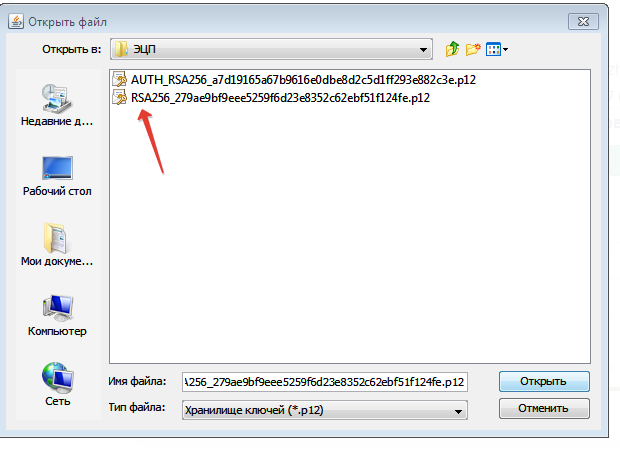 Открыть файл
Открыть в:
ЭЦП
AUTH_RSA256_a7d19165a67b9616e0dbe8d2c5d1ff293e882c3e.p12
RSA256_279ae9bf9eee5259f6d23e8352c62ebf51f124fe.p12
Недавние д...
Рабочий стол
Мои докуме...
Компьютер
Сеть
Имя файла:
\256_279ae9bf9eee5259f6d23e8352c62ebf51f124fe.p12
Открыть
Тип файла:
Хранилище ключей (*.p12)
Отменить